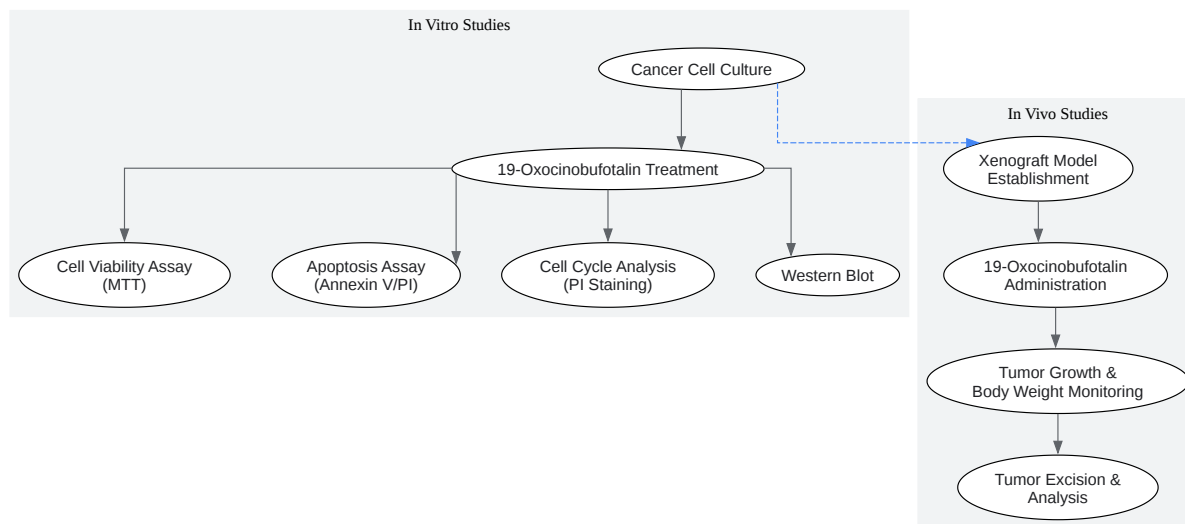 In Vitro Studies
Cancer Cell Culture
19-Oxocinobufotalin Treatment
Cell Viability Assay
(MTT)
Apoptosis Assay
(Annexin V/PI)
Cell Cycle Analysis
(PI Staining)
Western Blot
In Vivo Studies
Xenograft Model
Establishment
19-Oxocinobufotalin
Administration
Tumor Growth &
Body Weight Monitoring
Tumor Excision &
Analysis